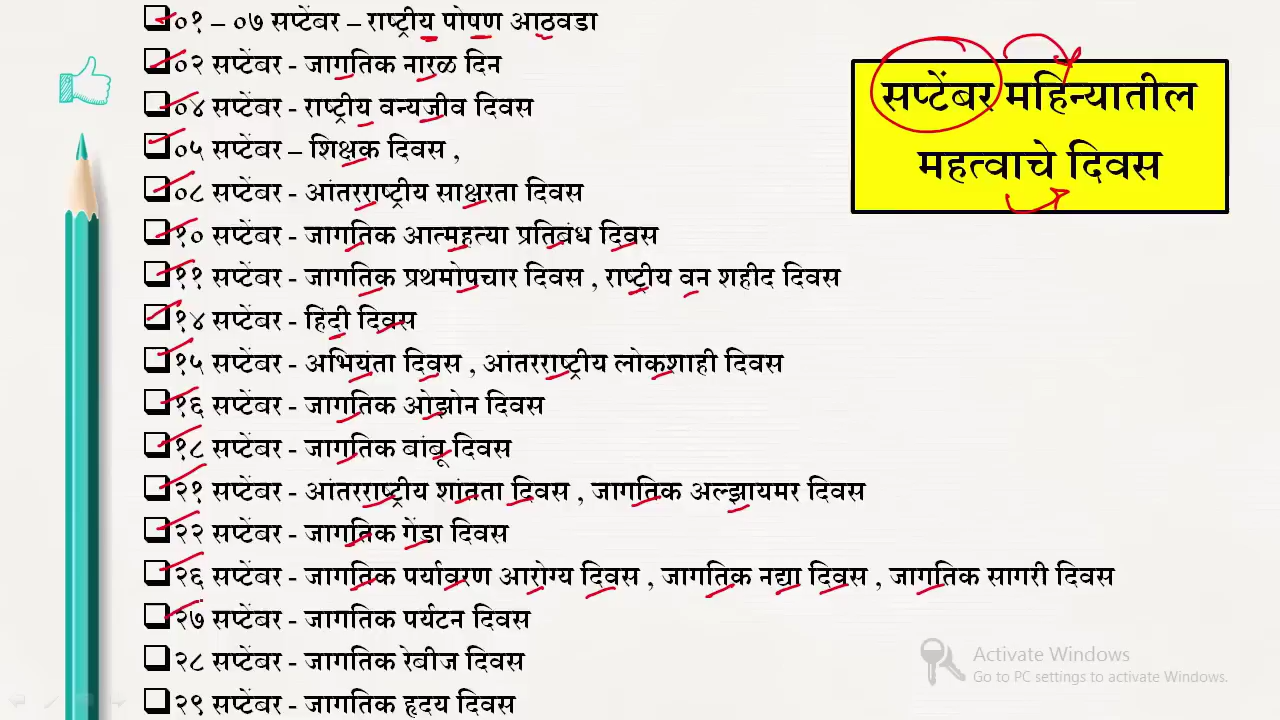 ०१ – ०७ सप्टेंबर – राष्ट्रीय पोषण आठवडा
०२ सप्टेंबर - जागतिक नारळ दिन
०४ सप्टेंबर - राष्ट्रीय वन्यजीव दिवस
०५ सप्टेंबर – शिक्षक दिवस ,
०८ सप्टेंबर - आंतरराष्ट्रीय साक्षरता दिवस
१० सप्टेंबर - जागतिक आत्महत्या प्रतिबंध दिवस
११ सप्टेंबर - जागतिक प्रथमोपचार दिवस , राष्ट्रीय वन शहीद दिवस
१४ सप्टेंबर - हिंदी दिवस
१५ सप्टेंबर - अभियंता दिवस , आंतरराष्ट्रीय लोकशाही दिवस
१६ सप्टेंबर - जागतिक ओझोन दिवस
१८ सप्टेंबर - जागतिक बांबू दिवस
२१ सप्टेंबर - आंतरराष्ट्रीय शांतता दिवस , जागतिक अल्झायमर दिवस
२२ सप्टेंबर - जागतिक गेंडा दिवस
२६ सप्टेंबर - जागतिक पर्यावरण आरोग्य दिवस , जागतिक नद्या दिवस , जागतिक सागरी दिवस
२७ सप्टेंबर - जागतिक पर्यटन दिवस
२८ सप्टेंबर - जागतिक रेबीज दिवस
२९ सप्टेंबर - जागतिक हृदय दिवस
सप्टेंबर महिन्यातील
महत्वाचे दिवस
Activate Windows
Go to PC settings to activate Windows.